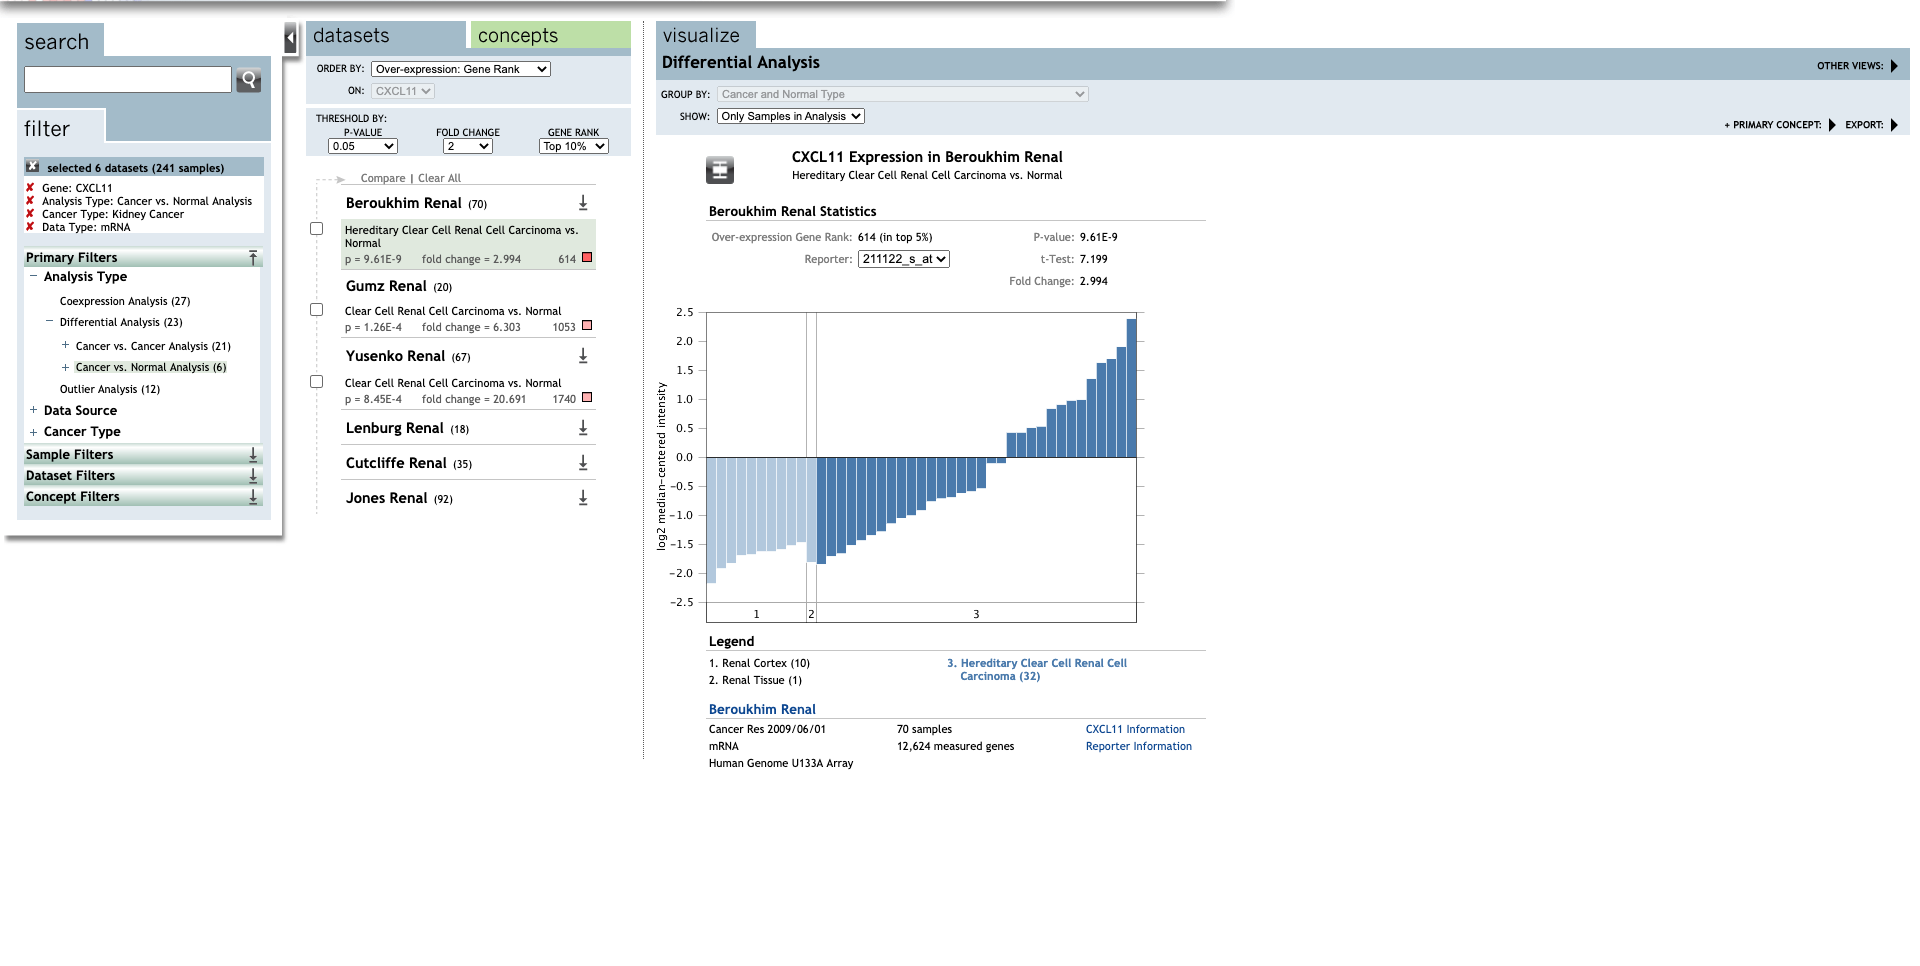 search
filter
selected 6 datasets (241 samples)
Gene: CXCL11
Analysis Type: Cancer vs. Normal Analysis
Cancer Type: Kidney Cancer
Data Type: mRNA
Primary Filters
Analysis Type
Coexpression Analysis (27)
Differential Analysis (23)
Cancer vs. Cancer Analysis (21)
Cancer vs. Normal Analysis (6)
Outlier Analysis (12)
Data Source
Cancer Type
Sample Filters
Dataset Filters
Concept Filters
datasets
concepts
ORDER BY: Over-expression: Gene Rank
ON: CXCL11
THRESHOLD BY:
P-VALUE FOLD CHANGE GENE RANK
0.05 2 Top 10%
Compare | Clear All
Beroukhim Renal (70)
Hereditary Clear Cell Renal Cell Carcinoma vs.
Normal
p = 9.61E-9 fold change = 2.994 614
Gumz Renal (20)
Clear Cell Renal Cell Carcinoma vs. Normal
p = 1.26E-4 fold change = 6.303 1053
Yusenko Renal (67)
Clear Cell Renal Cell Carcinoma vs. Normal
p = 8.45E-4 fold change = 20.691 1740
Lenburg Renal (18)
Cutcliffe Renal (35)
Jones Renal (92)
visualize
Differential Analysis
OTHER VIEWS:
GROUP BY: Cancer and Normal Type
SHOW: Only Samples in Analysis
+ PRIMARY CONCEPT: EXPORT:
CXCL11 Expression in Beroukhim Renal
Hereditary Clear Cell Renal Cell Carcinoma vs. Normal
Beroukhim Renal Statistics
Over-expression Gene Rank: 614 (in top 5%) P-value: 9.61E-9
Reporter: 211122_s_at t-Test: 7.199
Fold Change: 2.994
log2 median-centered intensity
2.5
2.0
1.5
1.0
0.5
0.0
-0.5
-1.0
-1.5
-2.0
-2.5
1 2 3
Legend
1. Renal Cortex (10)
2. Renal Tissue (1)
3. Hereditary Clear Cell Renal Cell
Carcinoma (32)
Beroukhim Renal
Cancer Res 2009/06/01 70 samples CXCL11 Information
mRNA 12,624 measured genes Reporter Information
Human Genome U133A Array